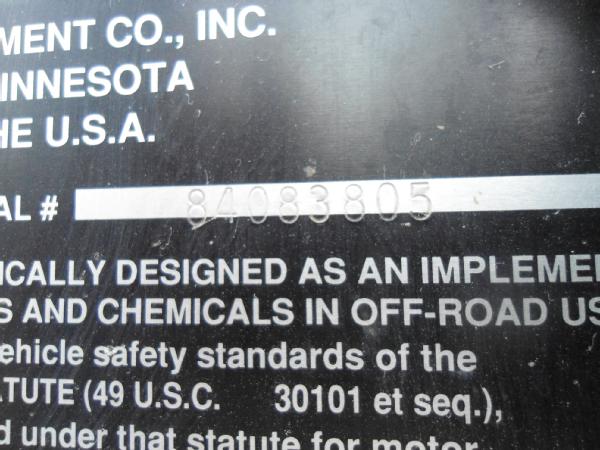 MENT CO., INC.
INNESOTA
HE U.S.A.
AL # 84083805
ICALLY DESIGNED AS AN IMPLEME
S AND CHEMICALS IN OFF-ROAD US
ehicle safety standards of the
TUTE (49 U.S.C. 30101 et seq.),
d under that statute for motor